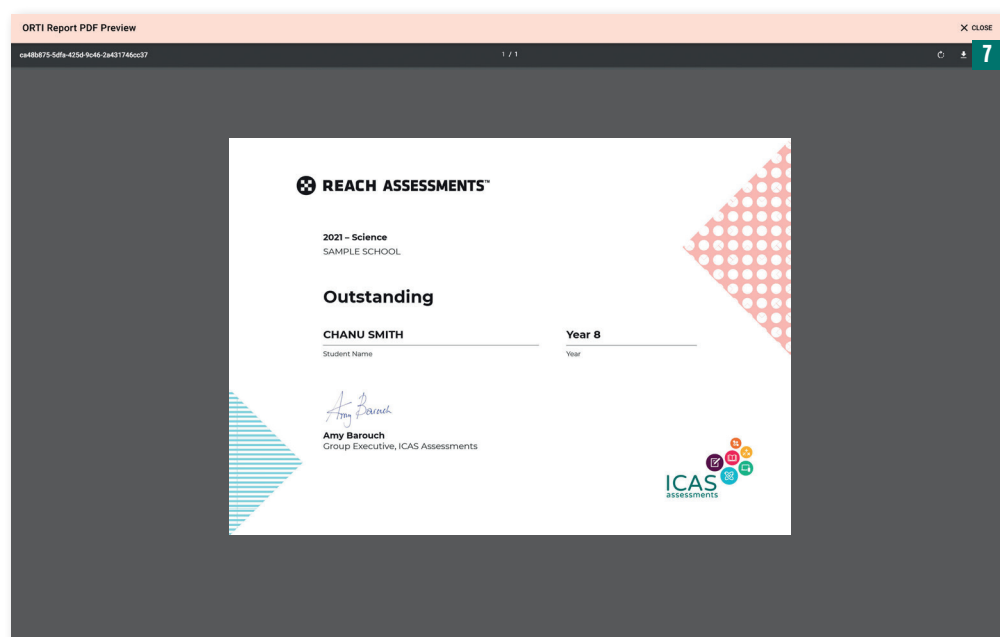 ORTI Report PDF Preview
CLOSE
ca48b875-5dfa-425d-9c46-2a431746cc37
1 / 1
7
REACH ASSESSMENTS™
2021 – Science
SAMPLE SCHOOL
Outstanding
CHANU SMITH
Year 8
Student Name
Year
Amy Barouch
Amy Barouch
Group Executive, ICAS Assessments
ICAS
assessments